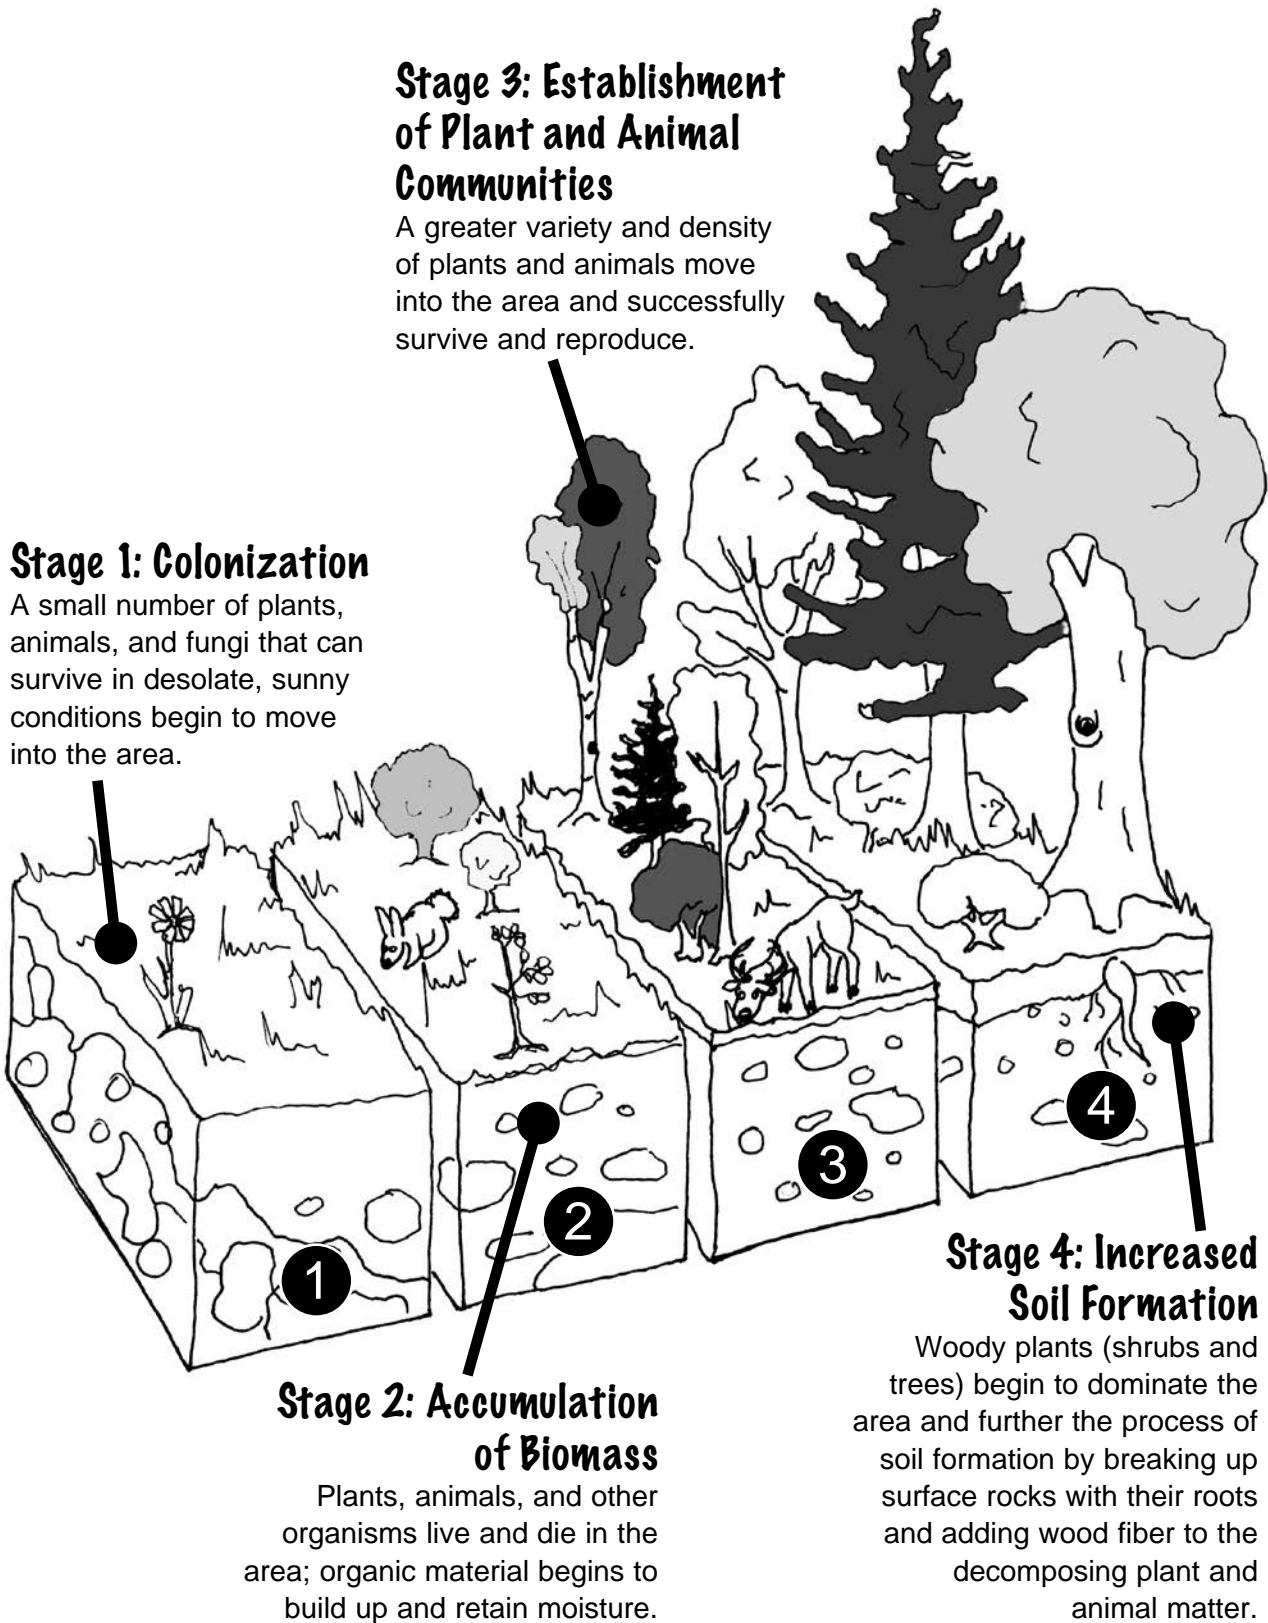 Stage 3: Establishment
of Plant and Animal
Communities
A greater variety and density
of plants and animals move
into the area and successfully
survive and reproduce.
Stage 1: Colonization
A small number of plants,
animals, and fungi that can
survive in desolate, sunny
conditions begin to move
into the area.
1
2
3
4
Stage 2: Accumulation
of Biomass
Plants, animals, and other
organisms live and die in the
area; organic material begins to
build up and retain moisture.
Stage 4: Increased
Soil Formation
Woody plants (shrubs and
trees) begin to dominate the
area and further the process of
soil formation by breaking up
surface rocks with their roots
and adding wood fiber to the
decomposing plant and
animal matter.